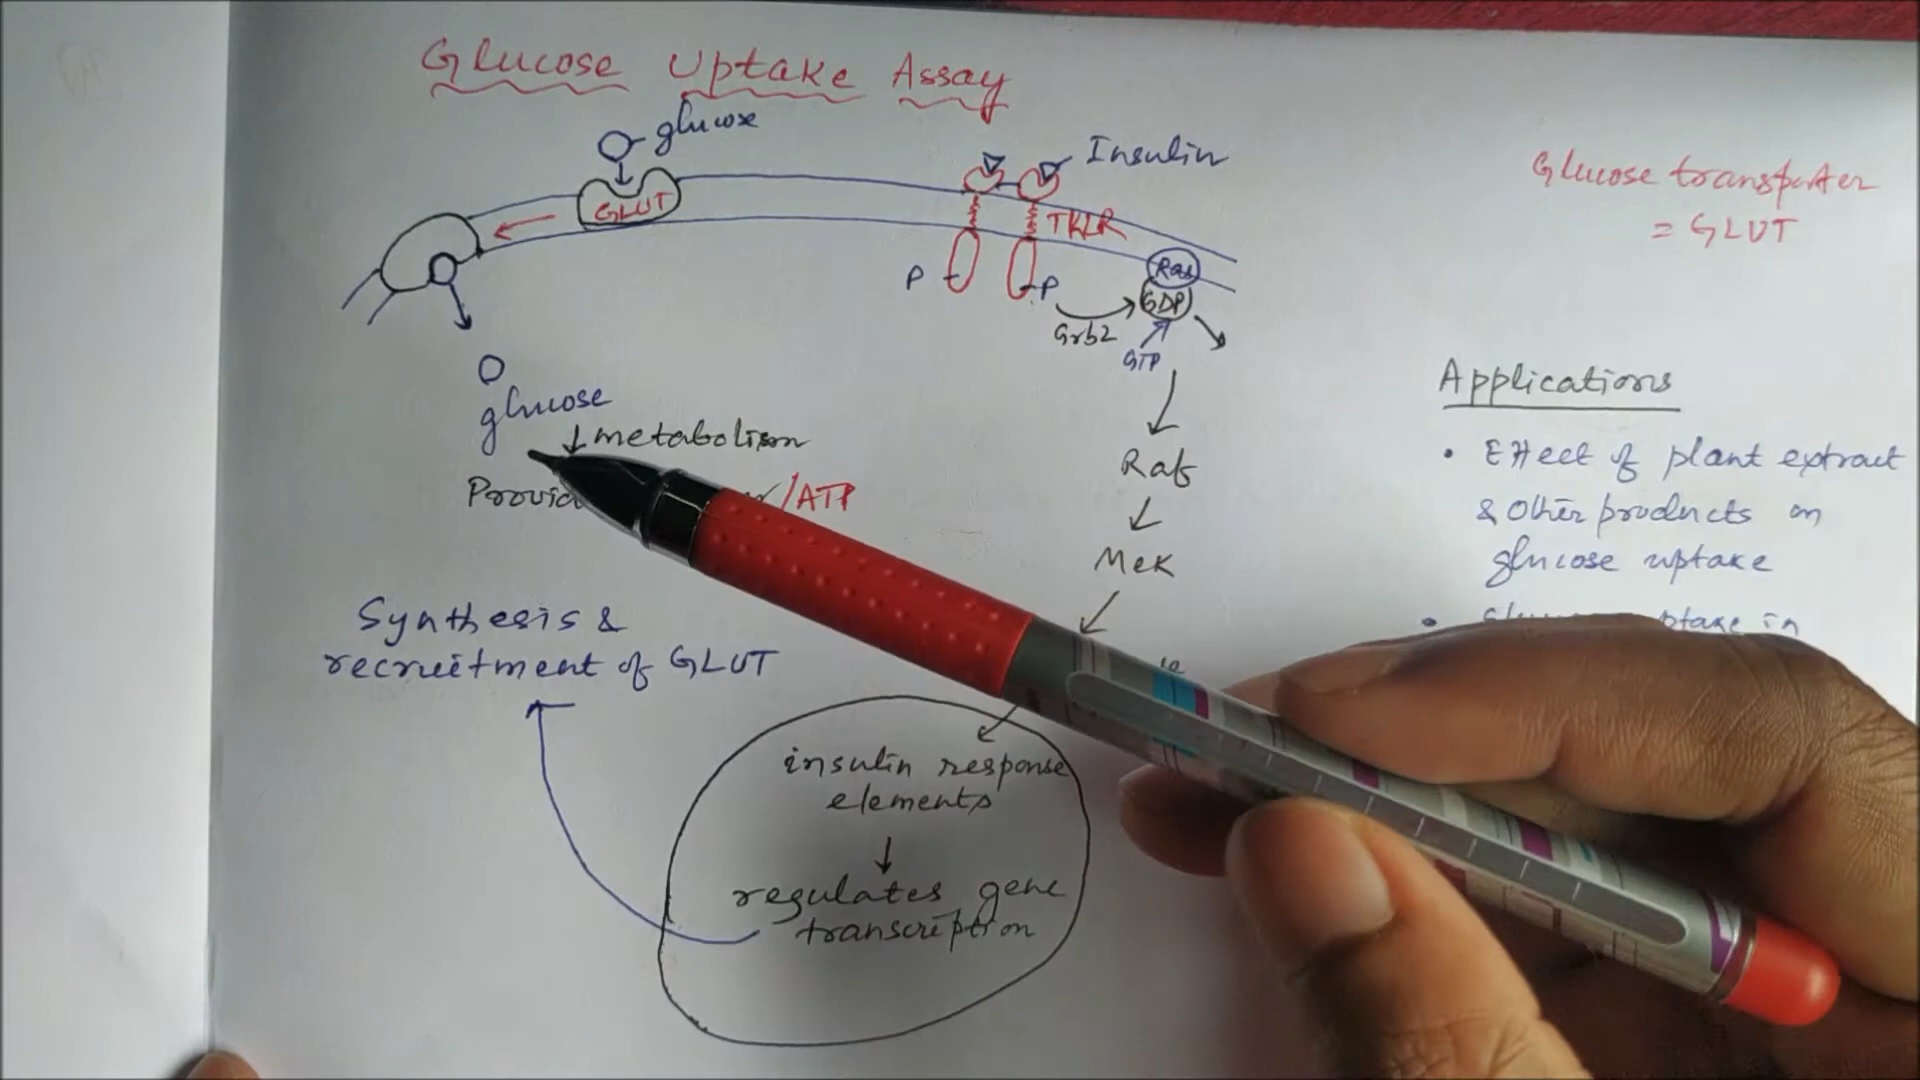 Glucose Uptake Assay
glucose
Insulin
GLUT
TKLR
Glucose transporter
= GLUT
P
P
Ras
GDP
Grb2
GTP
glucose
metabolism
/ATP
Raf
Mek
Synthesis &
recruitment of GLUT
insulin response
elements
regulates gene
transcription
Applications
• Effect of plant extract
& Other products on
glucose uptake